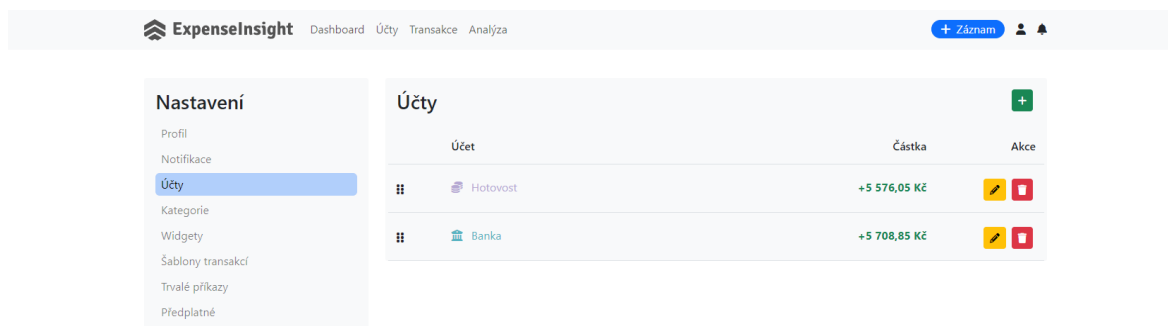 ExpenseInsight Dashboard Účty Transakce Analýza + Záznam
Nastavení
Profil
Notifikace
Účty
Kategorie
Widgety
Šablony transakcí
Trvalé příkazy
Předplatné
Účty
Účet Částka Akce
Hotovost +5 576,05 Kč
Banka +5 708,85 Kč